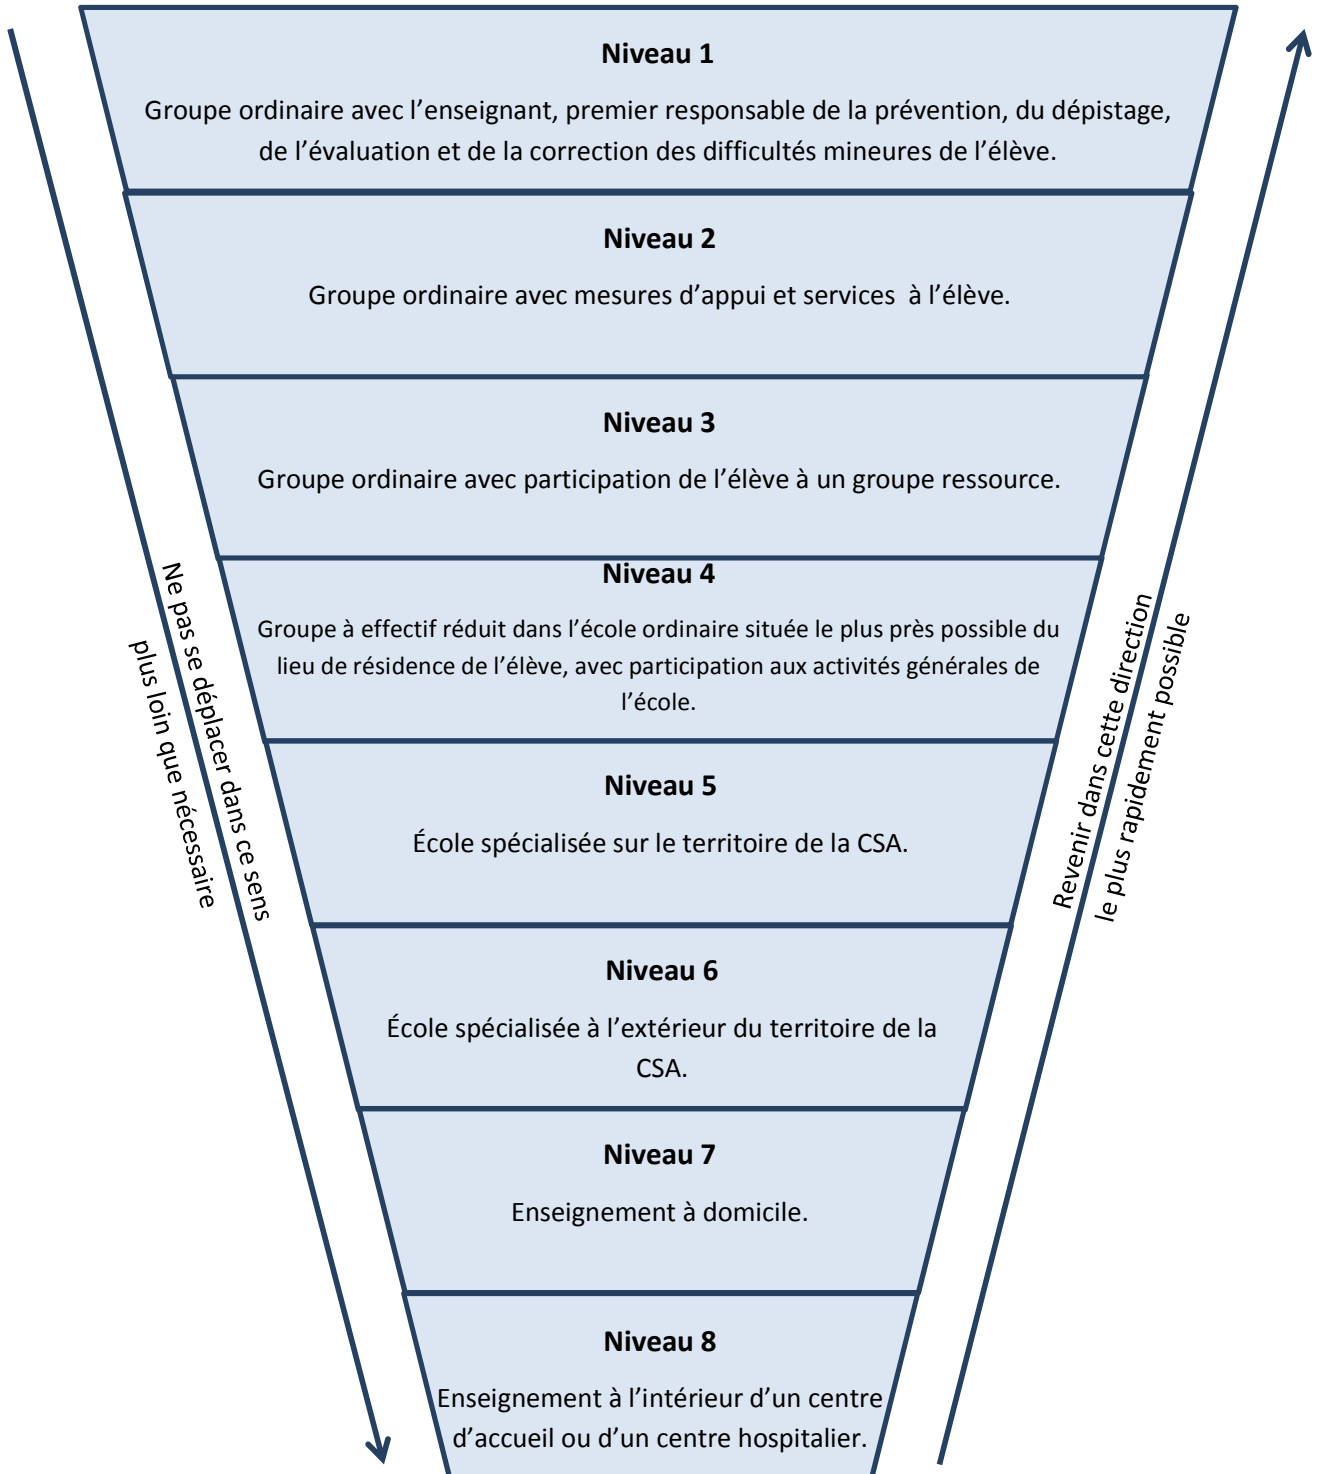 Niveau 1
Groupe ordinaire avec l’enseignant, premier responsable de la prévention, du dépistage,
de l’évaluation et de la correction des difficultés mineures de l’élève.
Niveau 2
Groupe ordinaire avec mesures d’appui et services  à l’élève.
Niveau 3
Groupe ordinaire avec participation de l’élève à un groupe ressource.
Niveau 4
Groupe à effectif réduit dans l’école ordinaire située le plus près possible du
lieu de résidence de l’élève, avec participation aux activités générales de
l’école.
Niveau 5
École spécialisée sur le territoire de la CSA.
Niveau 6
École spécialisée à l’extérieur du territoire de la
CSA.
Niveau 7
Enseignement à domicile.
Niveau 8
Enseignement à l’intérieur d’un centre
d’accueil ou d’un centre hospitalier.
Ne pas se déplacer dans ce sens
plus loin que nécessaire
Revenir dans cette direction
le plus rapidement possible